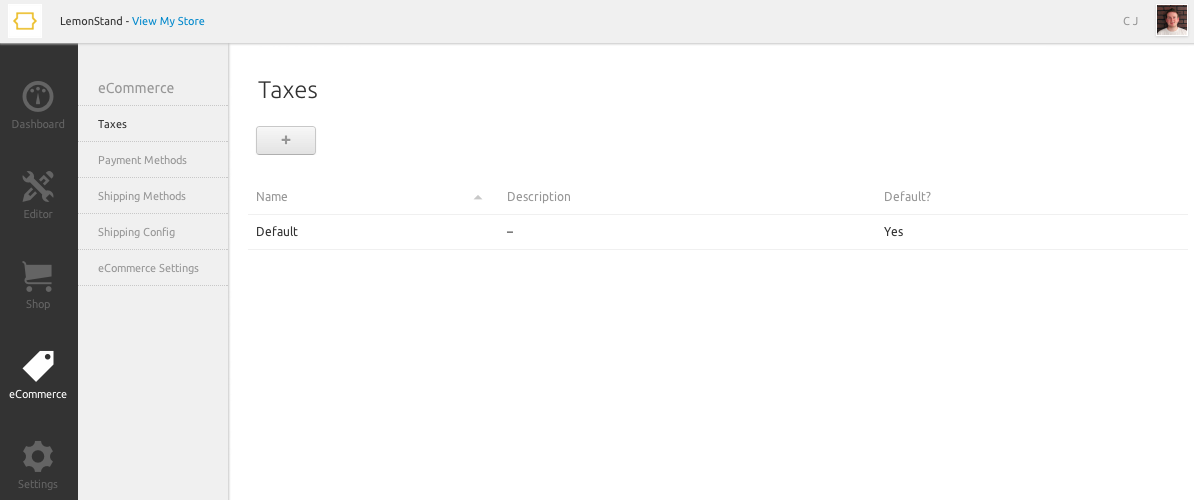 LemonStand - View My Store
C J
Dashboard
Editor
Shop
eCommerce
Settings
eCommerce
Taxes
Payment Methods
Shipping Methods
Shipping Config
eCommerce Settings
Taxes
+
Name Description Default?
Default – Yes